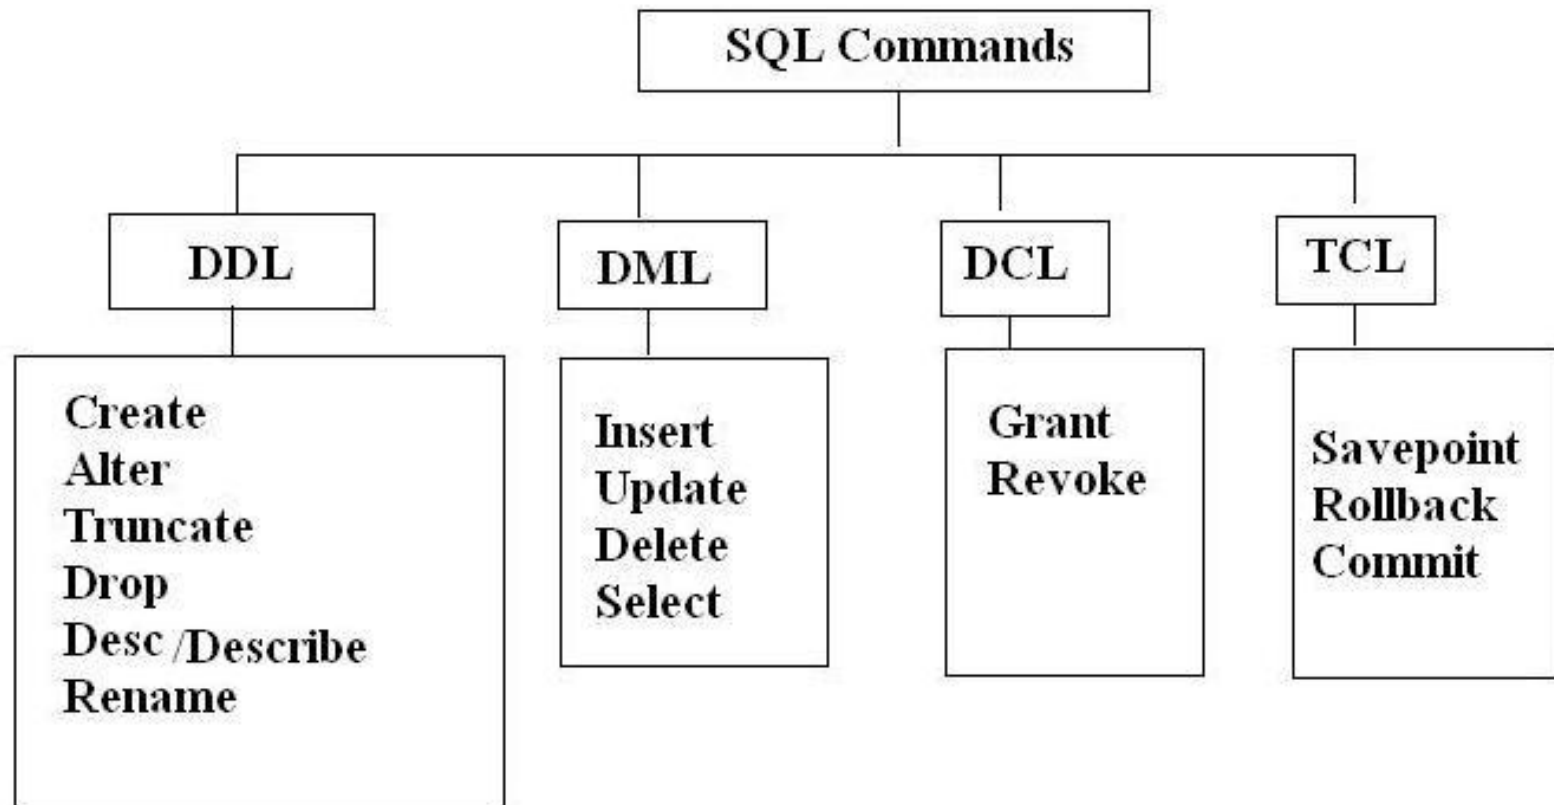 SQL Commands
DDL
DML
DCL
TCL
Create
Alter
Truncate
Drop
Desc /Describe
Rename
Insert
Update
Delete
Select
Grant
Revoke
Savepoint
Rollback
Commit